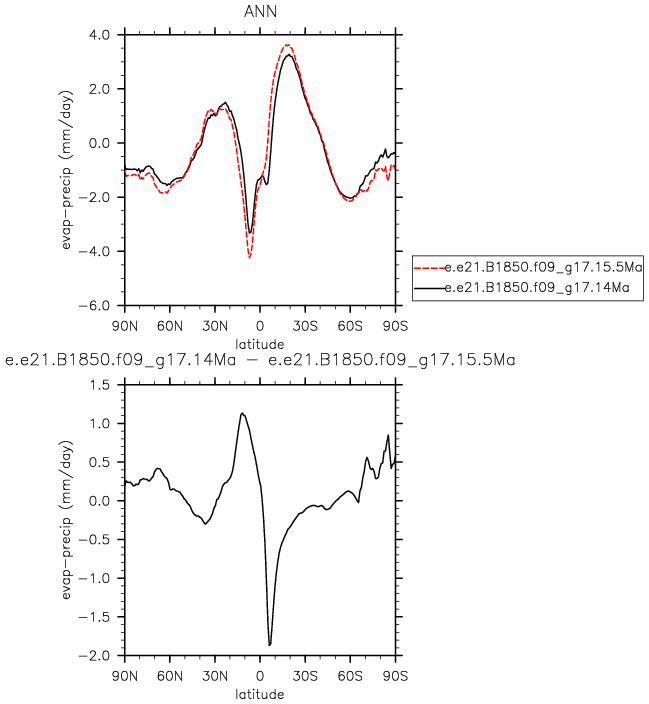 ANN
4.0
2.0
0.0
−2.0
−4.0
−6.0
evap−precip (mm/day)
90N 60N 30N 0 30S 60S 90S
latitude
e.e21.B1850.f09_g17.15.5Ma
e.e21.B1850.f09_g17.14Ma
e.e21.B1850.f09_g17.14Ma − e.e21.B1850.f09_g17.15.5Ma
1.5
1.0
0.5
0.0
−0.5
−1.0
−1.5
−2.0
evap−precip (mm/day)
90N 60N 30N 0 30S 60S 90S
latitude